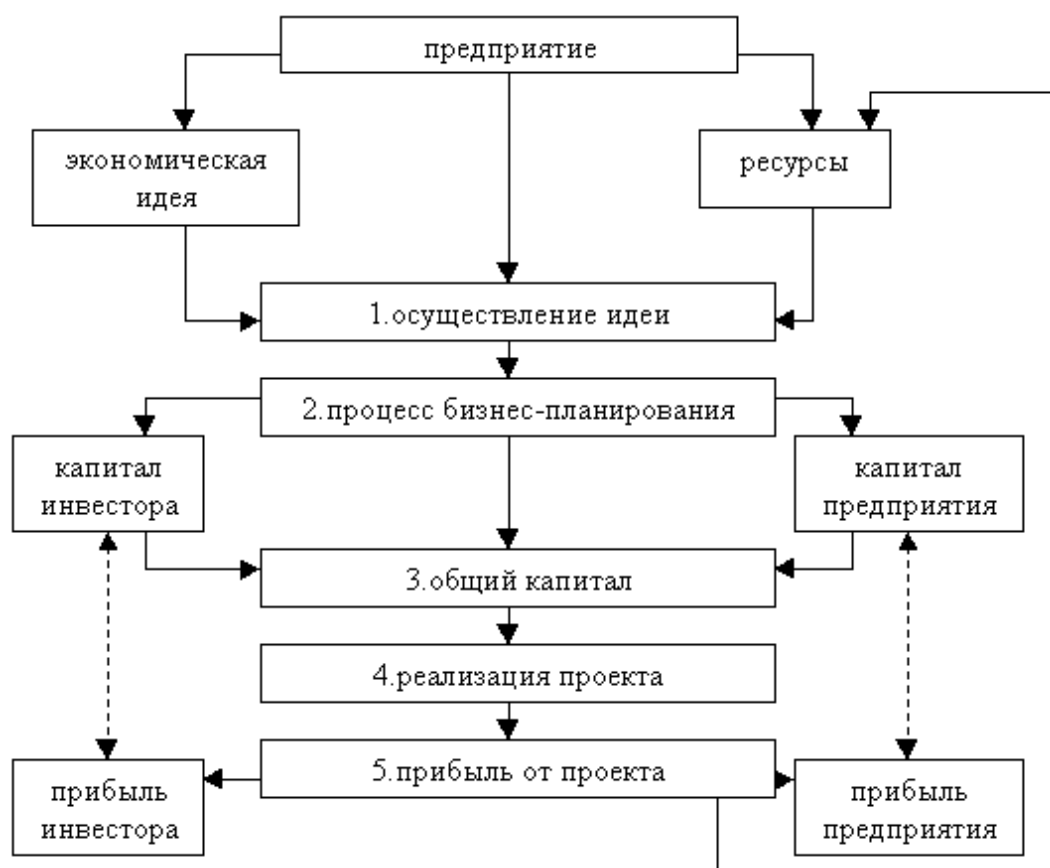 предприятие
экономическая
идея
ресурсы
1.осуществление идеи
2.процесс бизнес-планирования
капитал
инвестора
капитал
предприятия
3.общий капитал
4.реализация проекта
5.прибыль от проекта
прибыль
инвестора
прибыль
предприятия